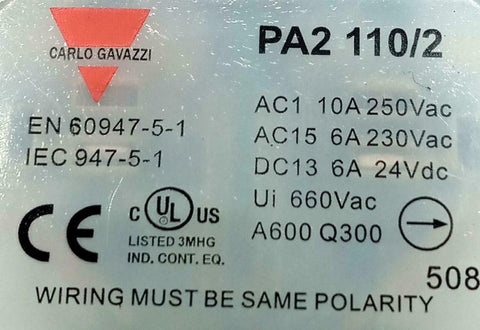 CARLO GAVAZZI
PA2 110/2
EN 60947-5-1
IEC 947-5-1
AC1 10A 250Vac
AC15 6A 230Vac
DC13 6A 24Vdc
Ui 660Vac
A600 Q300
CE
C UL US
LISTED 3MHG
IND. CONT. EQ.
508
WIRING MUST BE SAME POLARITY